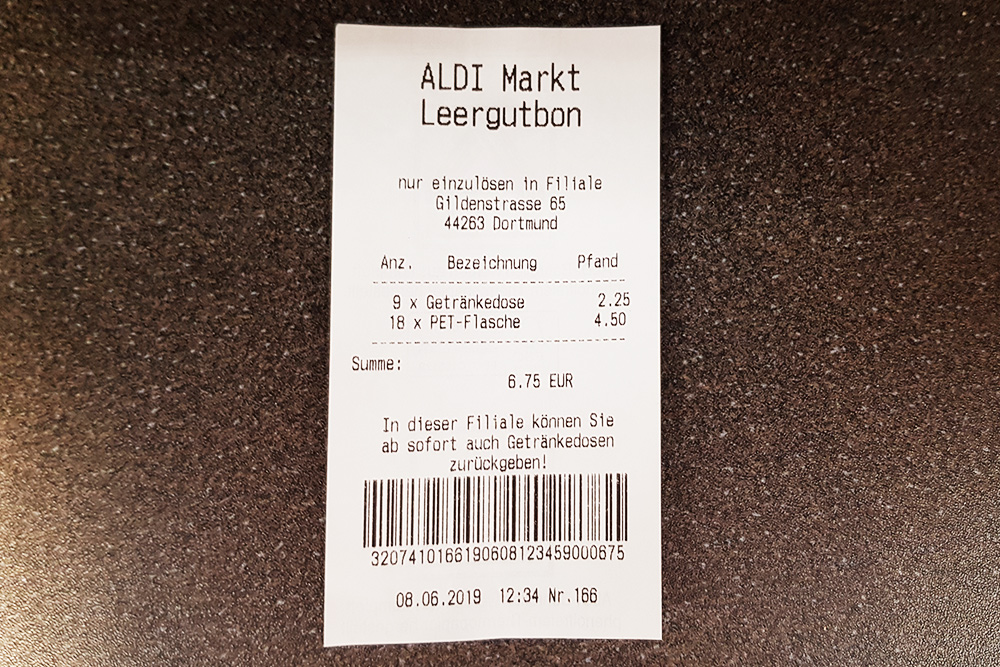 ALDI Markt
Leergutbon
nur einzulösen in Filiale
Gildenstrasse 65
44263 Dortmund
Anz. Bezeichnung Pfand
9 x Getränkedose 2.25
18 x PET-Flasche 4.50
Summe:
6.75 EUR
In dieser Filiale können Sie
ab sofort auch Getränkedosen
zurückgeben!
3207410166190608123459000675
08.06.2019 12:34 Nr.166